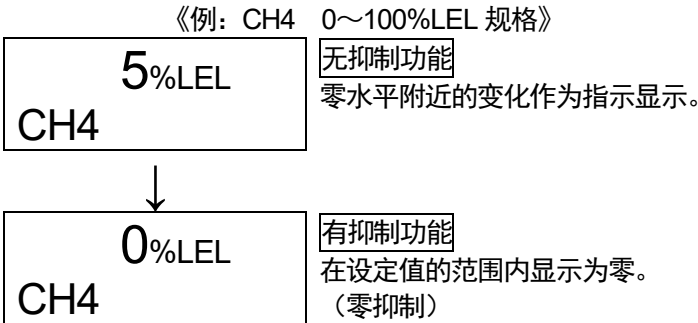 《例：CH4　0～100%LEL 规格》
5%LEL
CH4
无抑制功能
零水平附近的变化作为指示显示。
↓
0%LEL
CH4
有抑制功能
在设定值的范围内显示为零。
（零抑制）